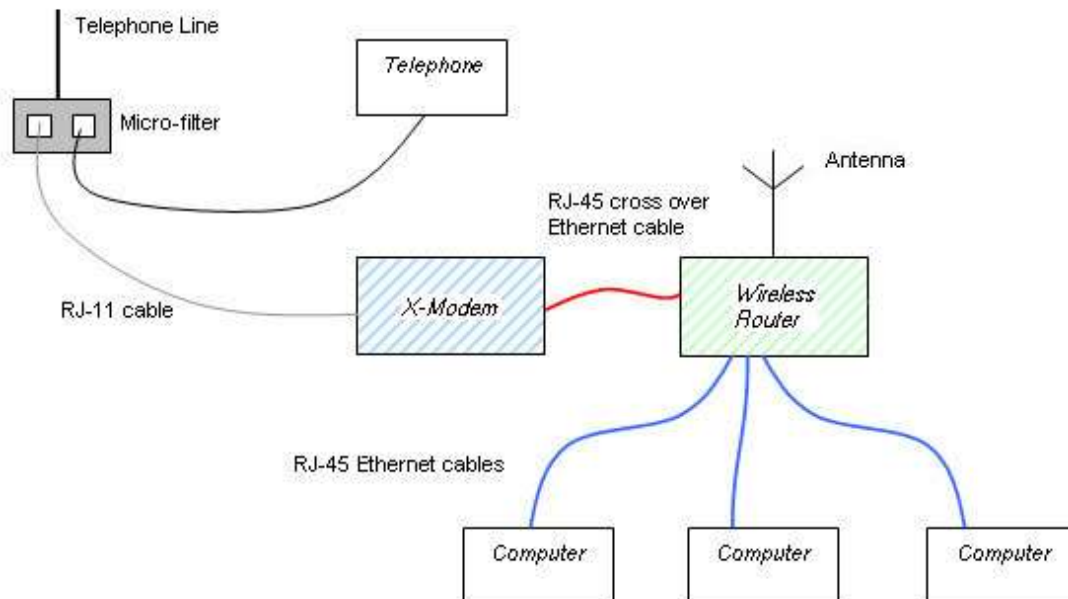 Telephone Line
Telephone
Micro-filter
Antenna
RJ-45 cross over
Ethernet cable
RJ-11 cable
X-Modem
Wireless
Router
RJ-45 Ethernet cables
Computer
Computer
Computer